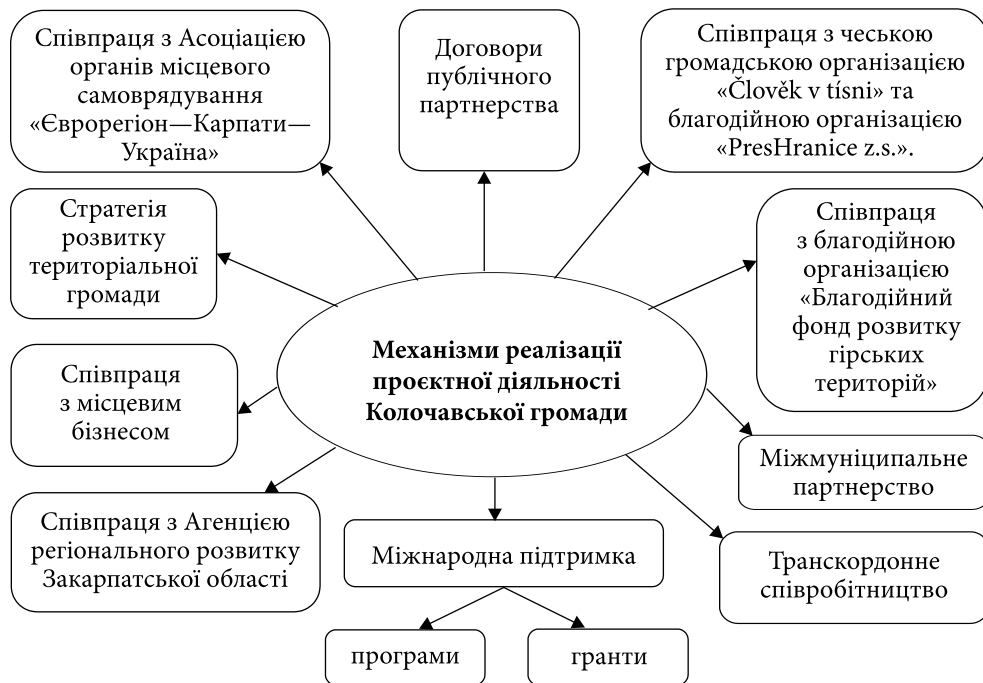 Співпраця з Асоціацією
органів місцевого
самоврядування
«Єврорегіон—Карпати—
Україна»
Договори
публічного
партнерства
Співпраця з чеською
громадською організацією
«Člověk v tísni» та
благодійною організацією
«PresHranice z.s.».
Стратегія
розвитку
територіальної
громади
Співпраця
з благодійною
організацією
«Благодійний
фонд розвитку
гірських
територій»
Механізми реалізації
проєктної діяльності
Колочавської громади
Співпраця
з місцевим
бізнесом
Міжмуніципальне
партнерство
Співпраця з Агенцією
регіонального розвитку
Закарпатської області
Міжнародна підтримка
Транскордонне
співробітництво
програми
гранти